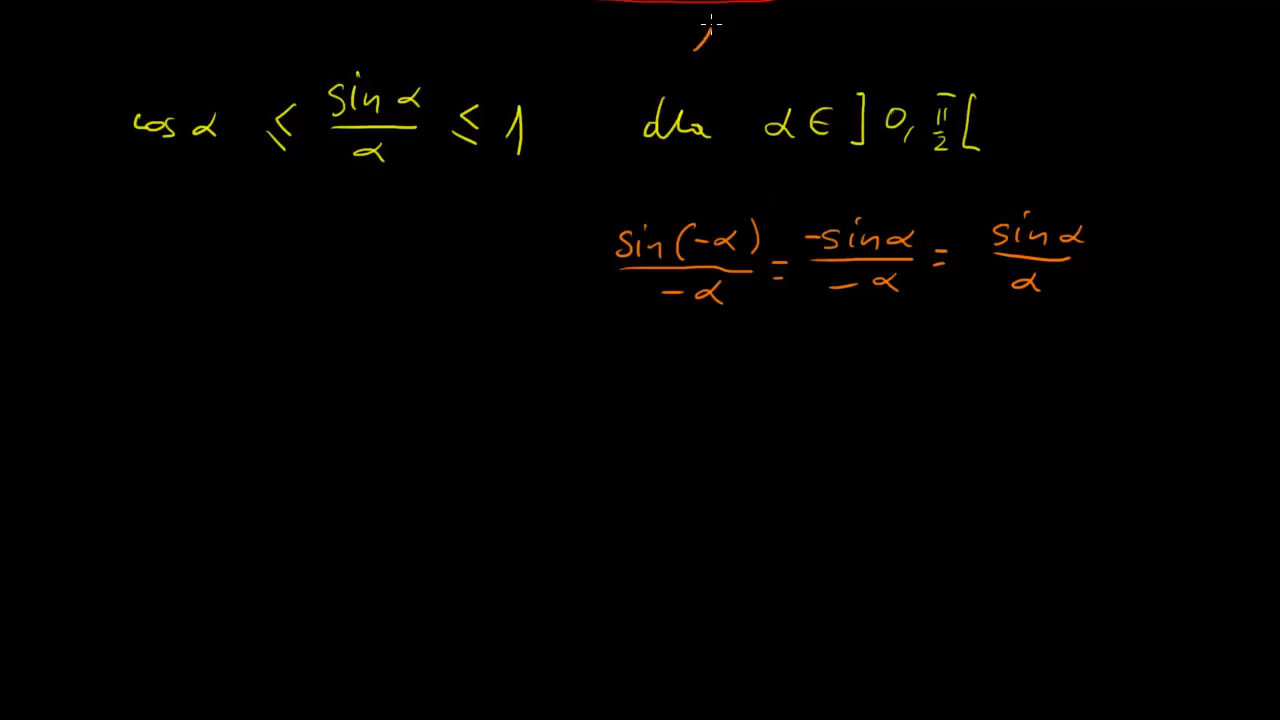 cos α ≤ sin α / α ≤ 1 dla α ∈ ]0, π/2[
sin(-α) / -α = -sin α / -α = sin α / α